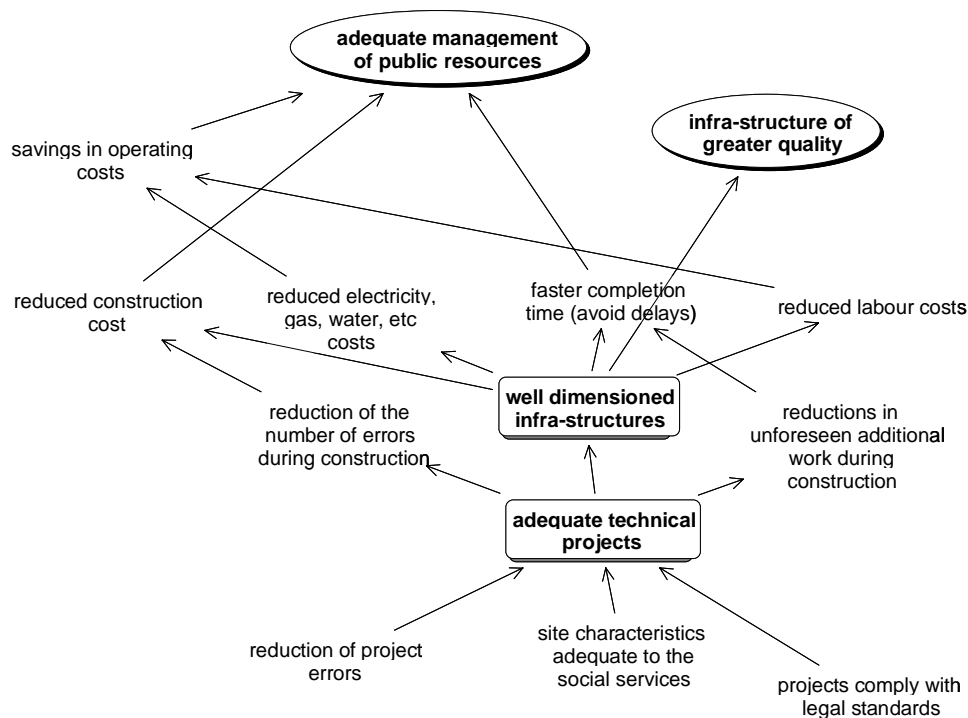 adequate management
of public resources
infra-structure of
greater quality
savings in operating
costs
reduced construction
cost
reduced electricity,
gas, water, etc
costs
faster completion
time (avoid delays)
reduced labour costs
well dimensioned
infra-structures
reduction of the
number of errors
during construction
reductions in
unforeseen additional
work during
construction
adequate technical
projects
reduction of project
errors
site characteristics
adequate to the
social services
projects comply with
legal standards